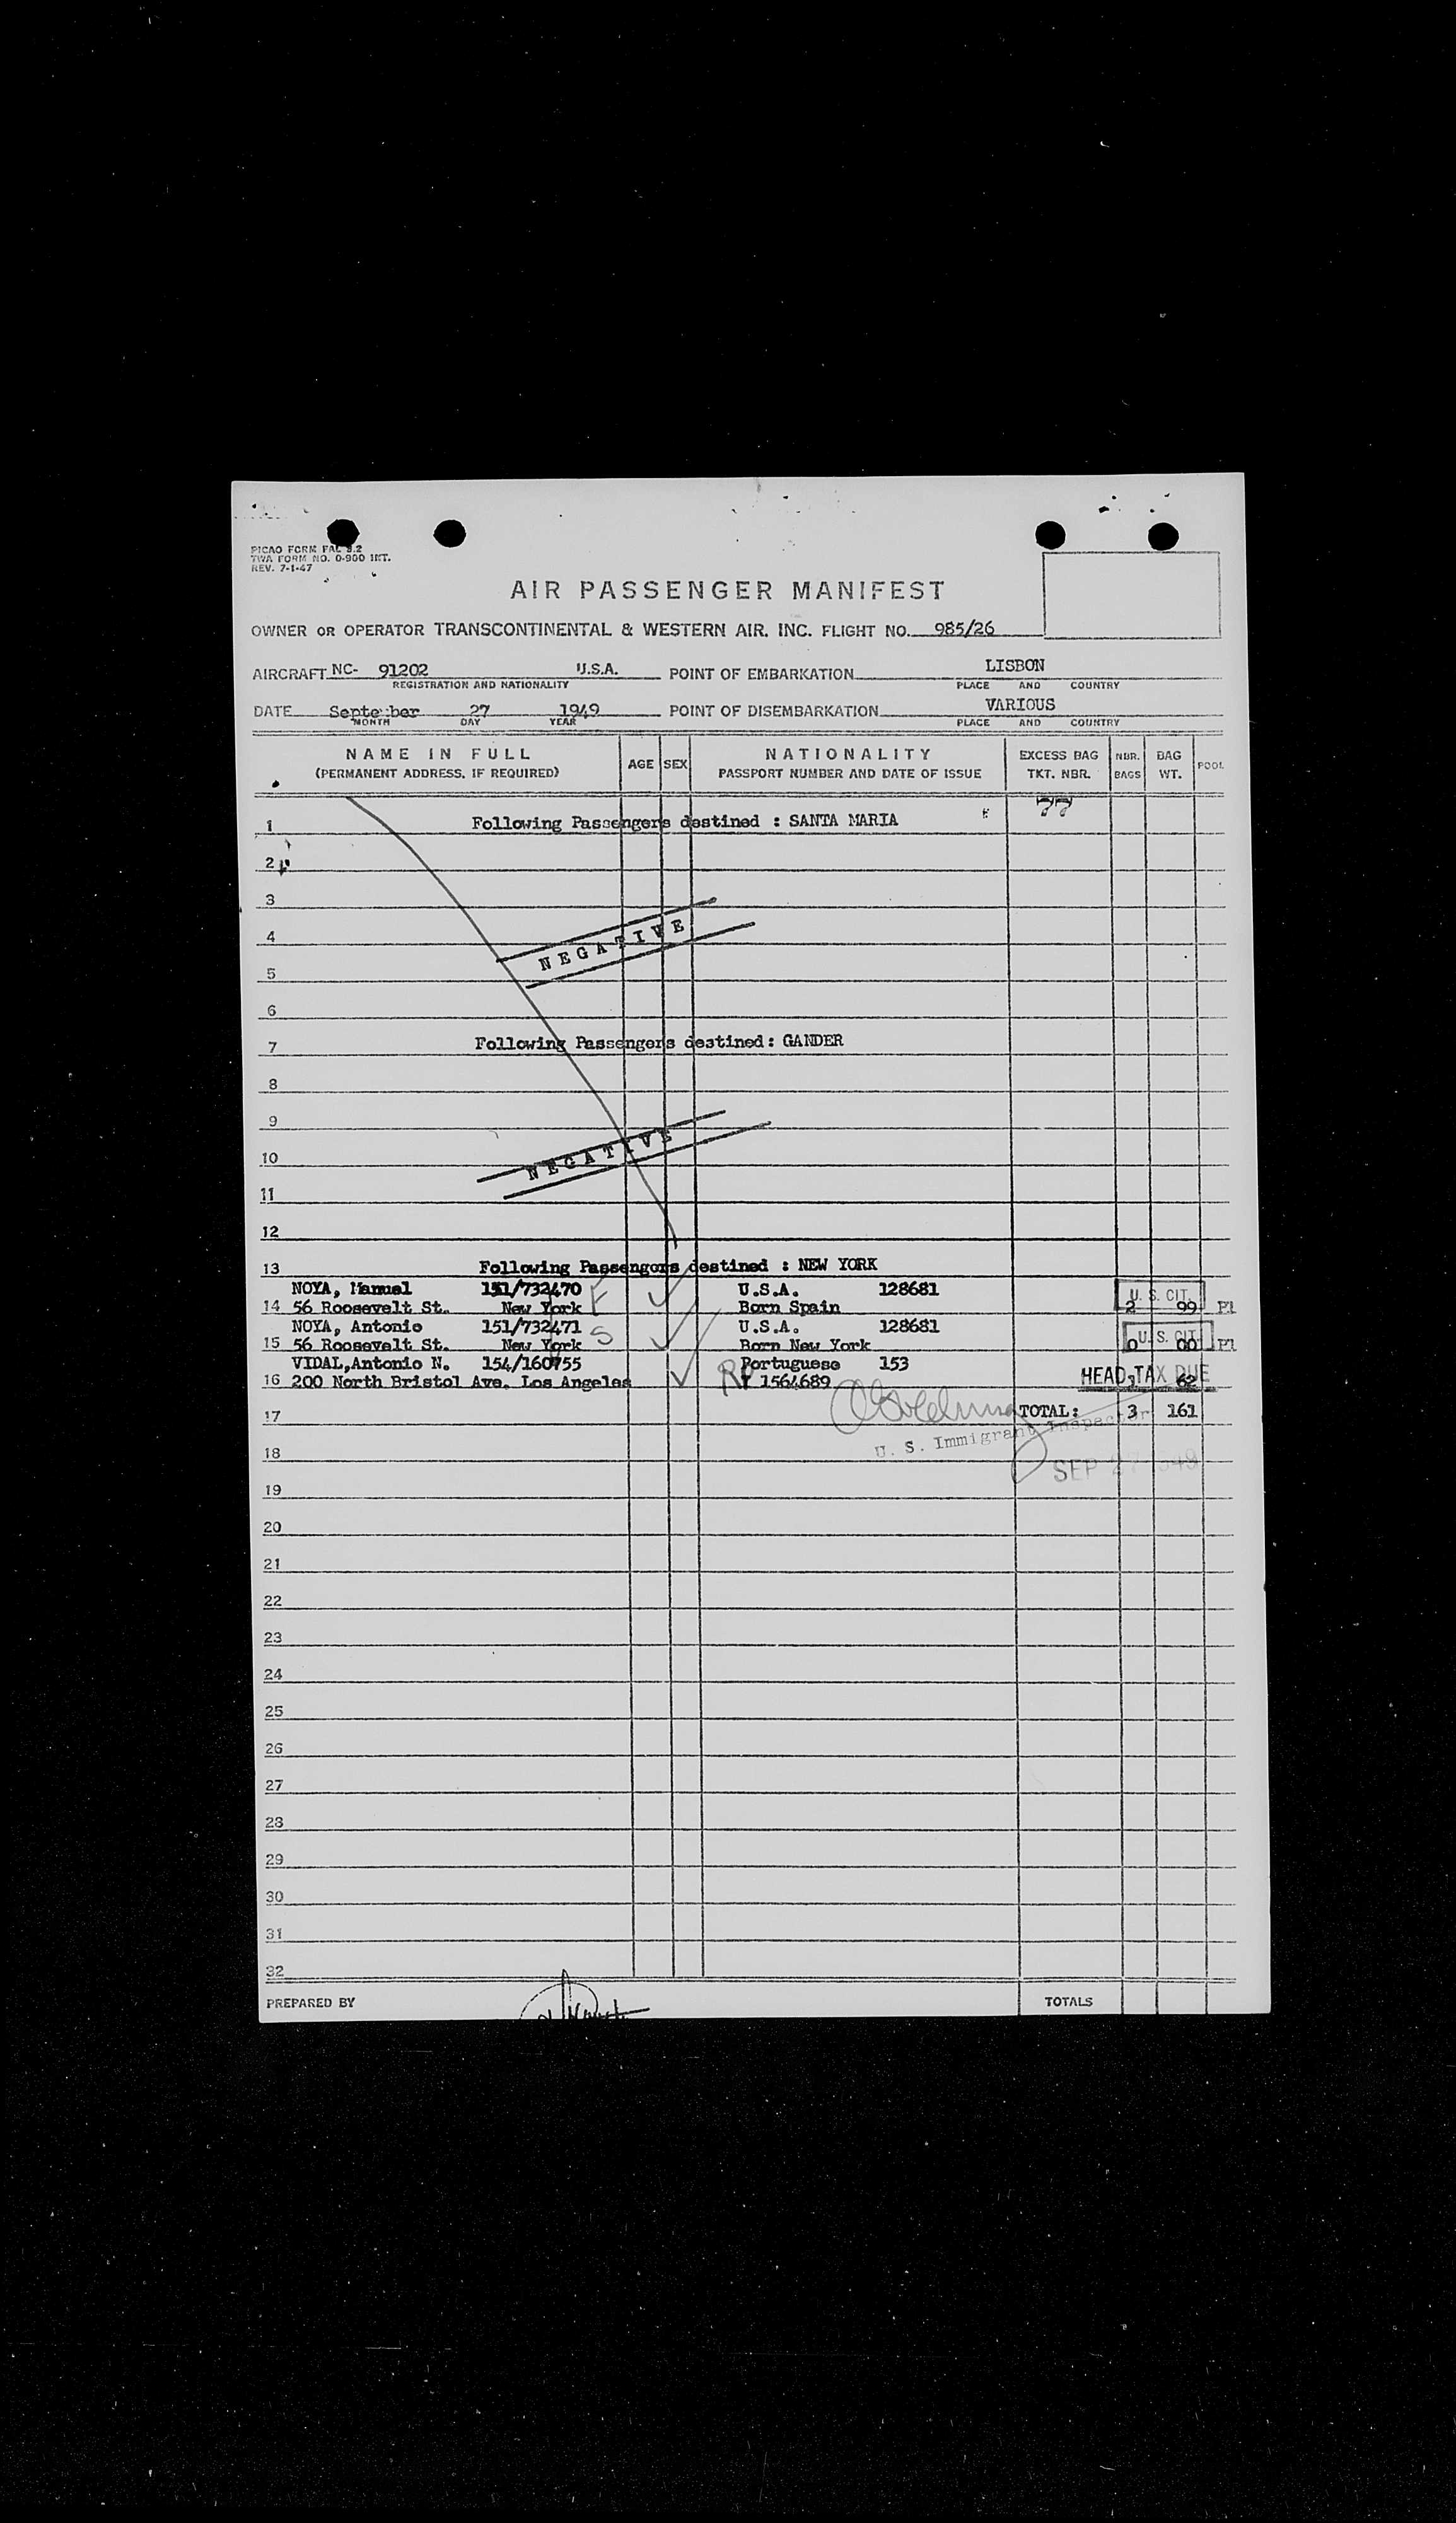 PICAO FORM FAL 3.2
TWA FORM NO. 0-900 INT.
REV. 7-1-47
AIR PASSENGER MANIFEST
OWNER OR OPERATOR TRANSCONTINENTAL & WESTERN AIR. INC. FLIGHT NO. 985/26
AIRCRAFT NC- 91202 U.S.A. POINT OF EMBARKATION LISBON
REGISTRATION AND NATIONALITY PLACE AND COUNTRY
DATE September 27 1949 POINT OF DISEMBARKATION VARIOUS
MONTH DAY YEAR PLACE AND COUNTRY
NAME IN FULL AGE SEX NATIONALITY EXCESS BAG NBR. BAG POOL
(PERMANENT ADDRESS, IF REQUIRED) PASSPORT NUMBER AND DATE OF ISSUE TKT. NBR. BAGS WT.
77
1 Following Passengers destined : SANTA MARIA
2
3
4 NEGATIVE
5
6
7 Following Passengers destined: GANDER
8
9
10 NEGATIVE
11
12
13 Following Passengers destined : NEW YORK
NOYA, Manuel 151/732470 U.S.A. 128681 U. S. CIT.
14 56 Roosevelt St. New York F Born Spain 2 99 P1
NOYA, Antonio 151/732471 S U.S.A. 128681 U. S. CIT.
15 56 Roosevelt St. New York Born New York 0 00 P1
VIDAL, Antonio N. 154/160755 RP Portuguese 153 HEAD TAX DUE
16 200 North Bristol Ave. Los Angeles I 1564689 62
17 TOTAL: 3 161
U. S. Immigrant Inspector
18 SEP 27 1949
19
20
21
22
23
24
25
26
27
28
29
30
31
32
PREPARED BY TOTALS